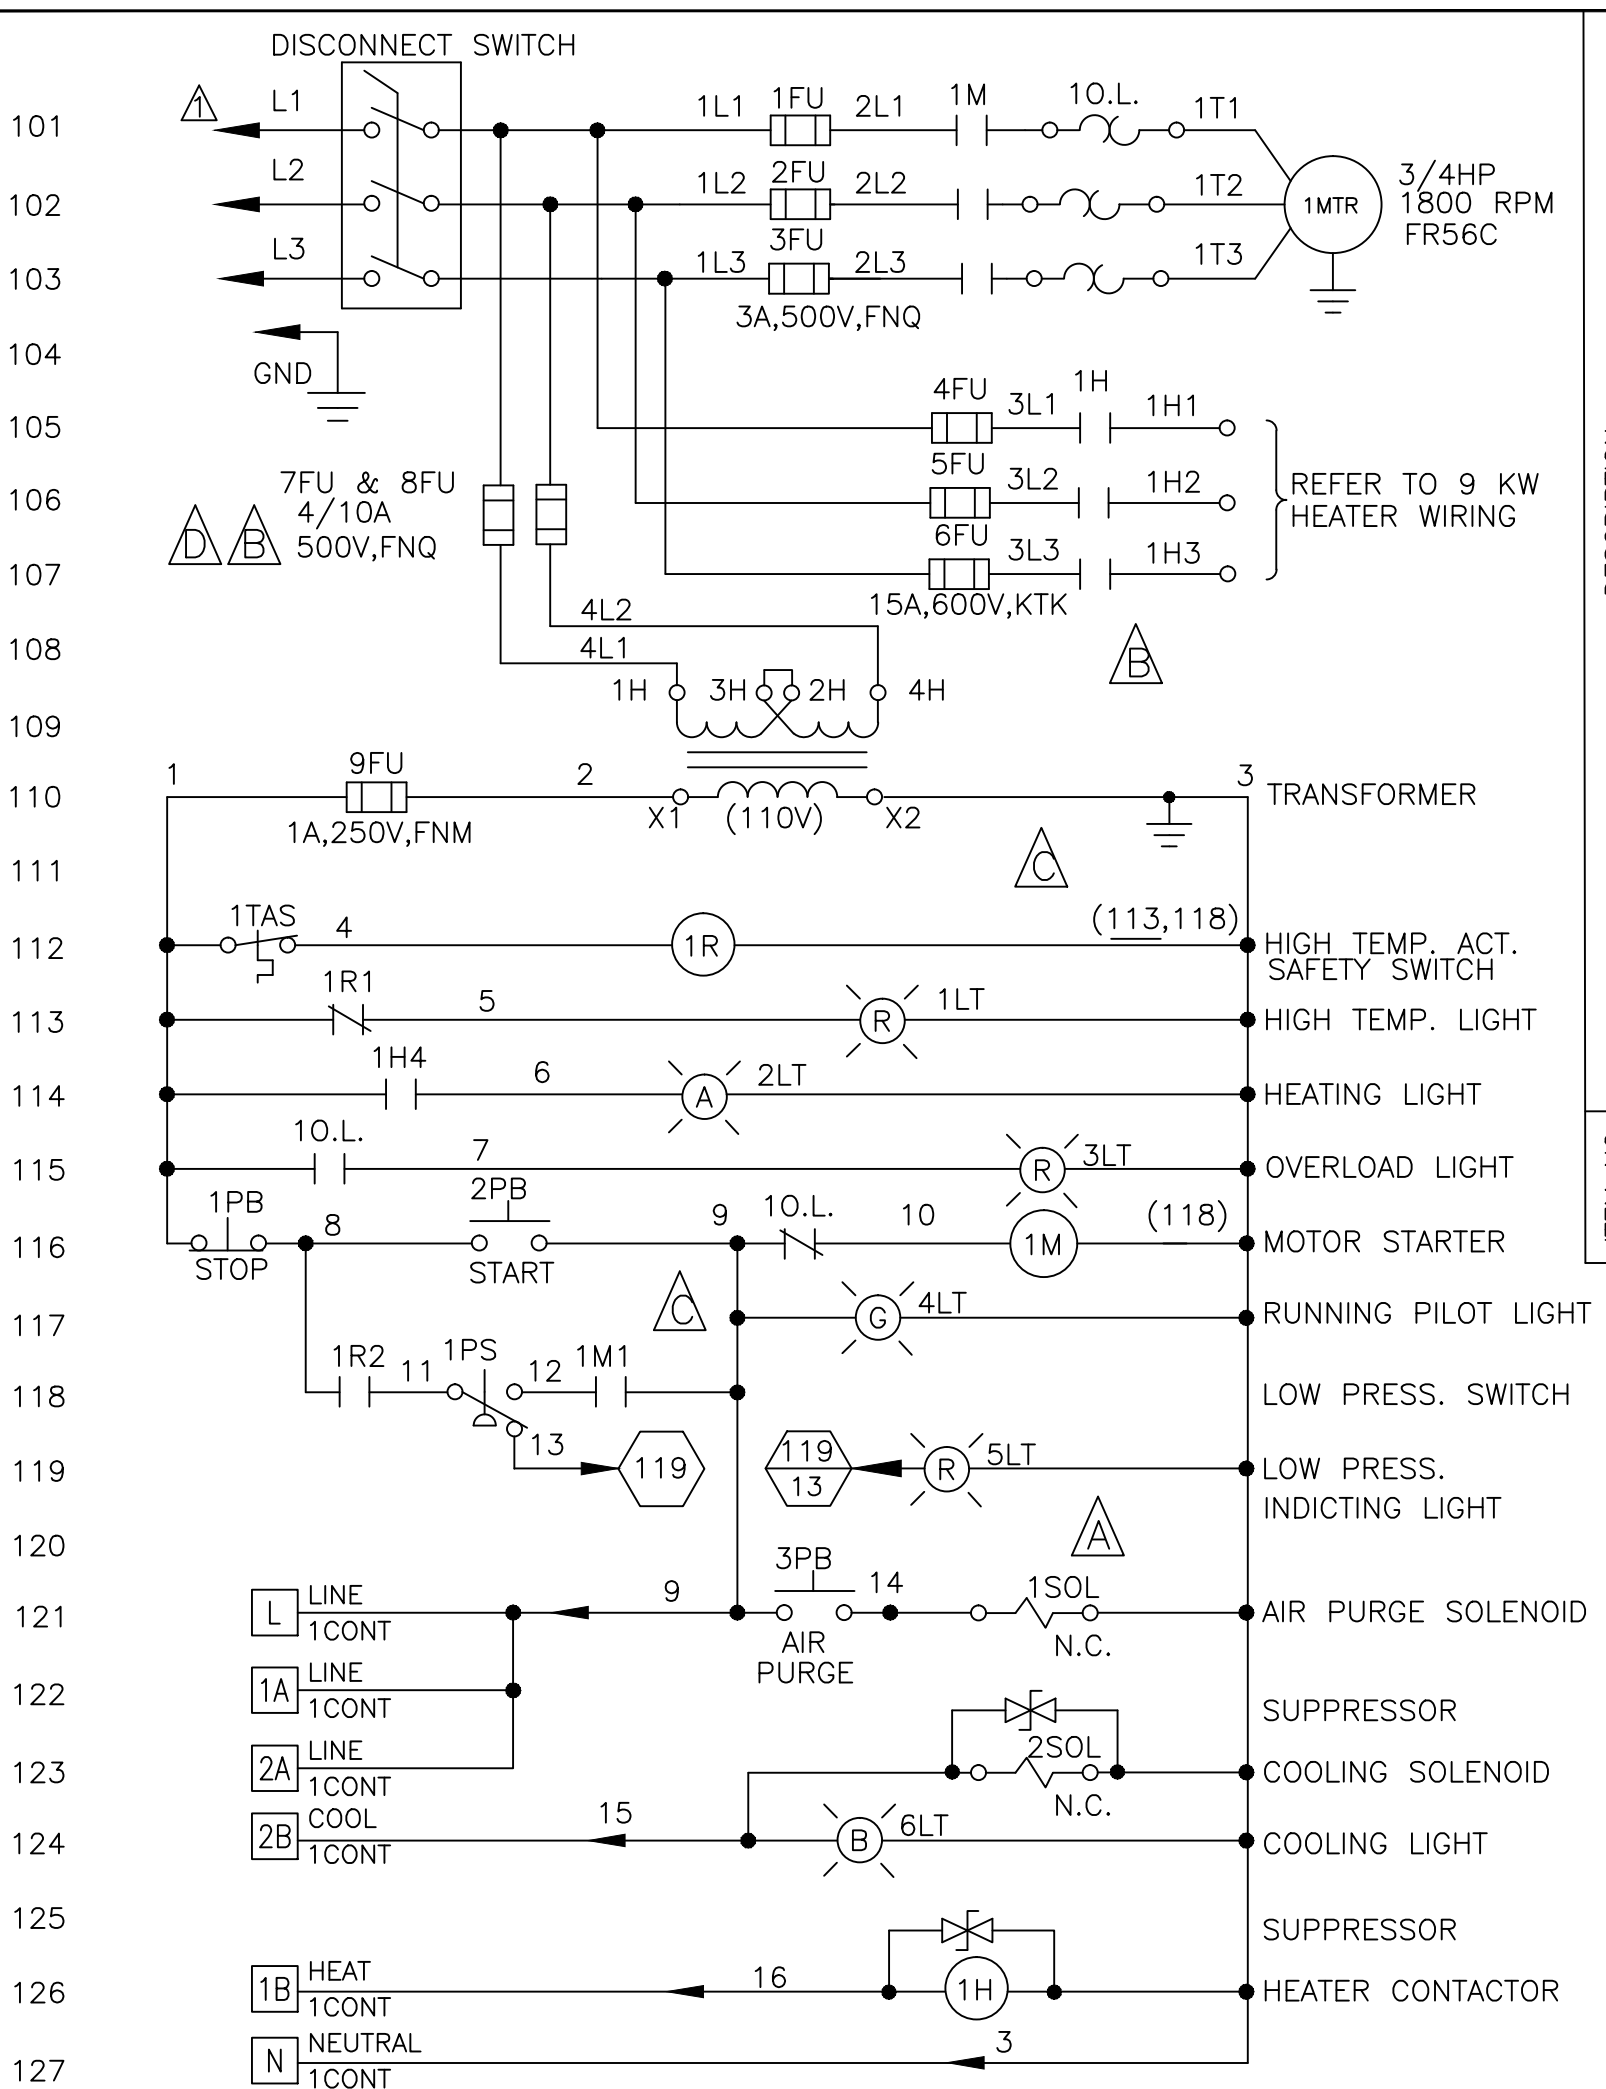 DISCONNECT SWITCH
101
1
L1
1L1
1FU
2L1
1M
1O.L.
1T1
102
L2
1L2
2FU
2L2
1T2
1MTR
3/4HP
1800 RPM
FR56C
103
L3
1L3
3FU
2L3
1T3
3A,500V,FNQ
104
GND
105
4FU
3L1
1H
1H1
106
7FU & 8FU
4/10A
500V,FNQ
D
B
5FU
3L2
1H2
REFER TO 9 KW
HEATER WIRING
107
6FU
3L3
1H3
15A,600V,KTK
108
4L2
4L1
B
1H
3H
2H
4H
109
110
1
9FU
2
X1
(110V)
X2
3
TRANSFORMER
1A,250V,FNM
111
C
112
1TAS
4
1R
(113,118)
HIGH TEMP. ACT.
SAFETY SWITCH
113
1R1
5
R
1LT
HIGH TEMP. LIGHT
114
1H4
6
A
2LT
HEATING LIGHT
115
1O.L.
7
R
3LT
OVERLOAD LIGHT
116
1PB
STOP
8
2PB
START
9
1O.L.
10
1M
(118)
MOTOR STARTER
117
C
G
4LT
RUNNING PILOT LIGHT
118
1R2
11
1PS
12
1M1
LOW PRESS. SWITCH
119
13
119
119
13
R
5LT
LOW PRESS.
INDICTING LIGHT
120
A
121
L
LINE
1CONT
9
3PB
AIR
PURGE
14
1SOL
N.C.
AIR PURGE SOLENOID
122
1A
LINE
1CONT
SUPPRESSOR
123
2A
LINE
1CONT
2SOL
N.C.
COOLING SOLENOID
124
2B
COOL
1CONT
15
B
6LT
COOLING LIGHT
125
SUPPRESSOR
126
1B
HEAT
1CONT
16
1H
HEATER CONTACTOR
127
N
NEUTRAL
1CONT
3